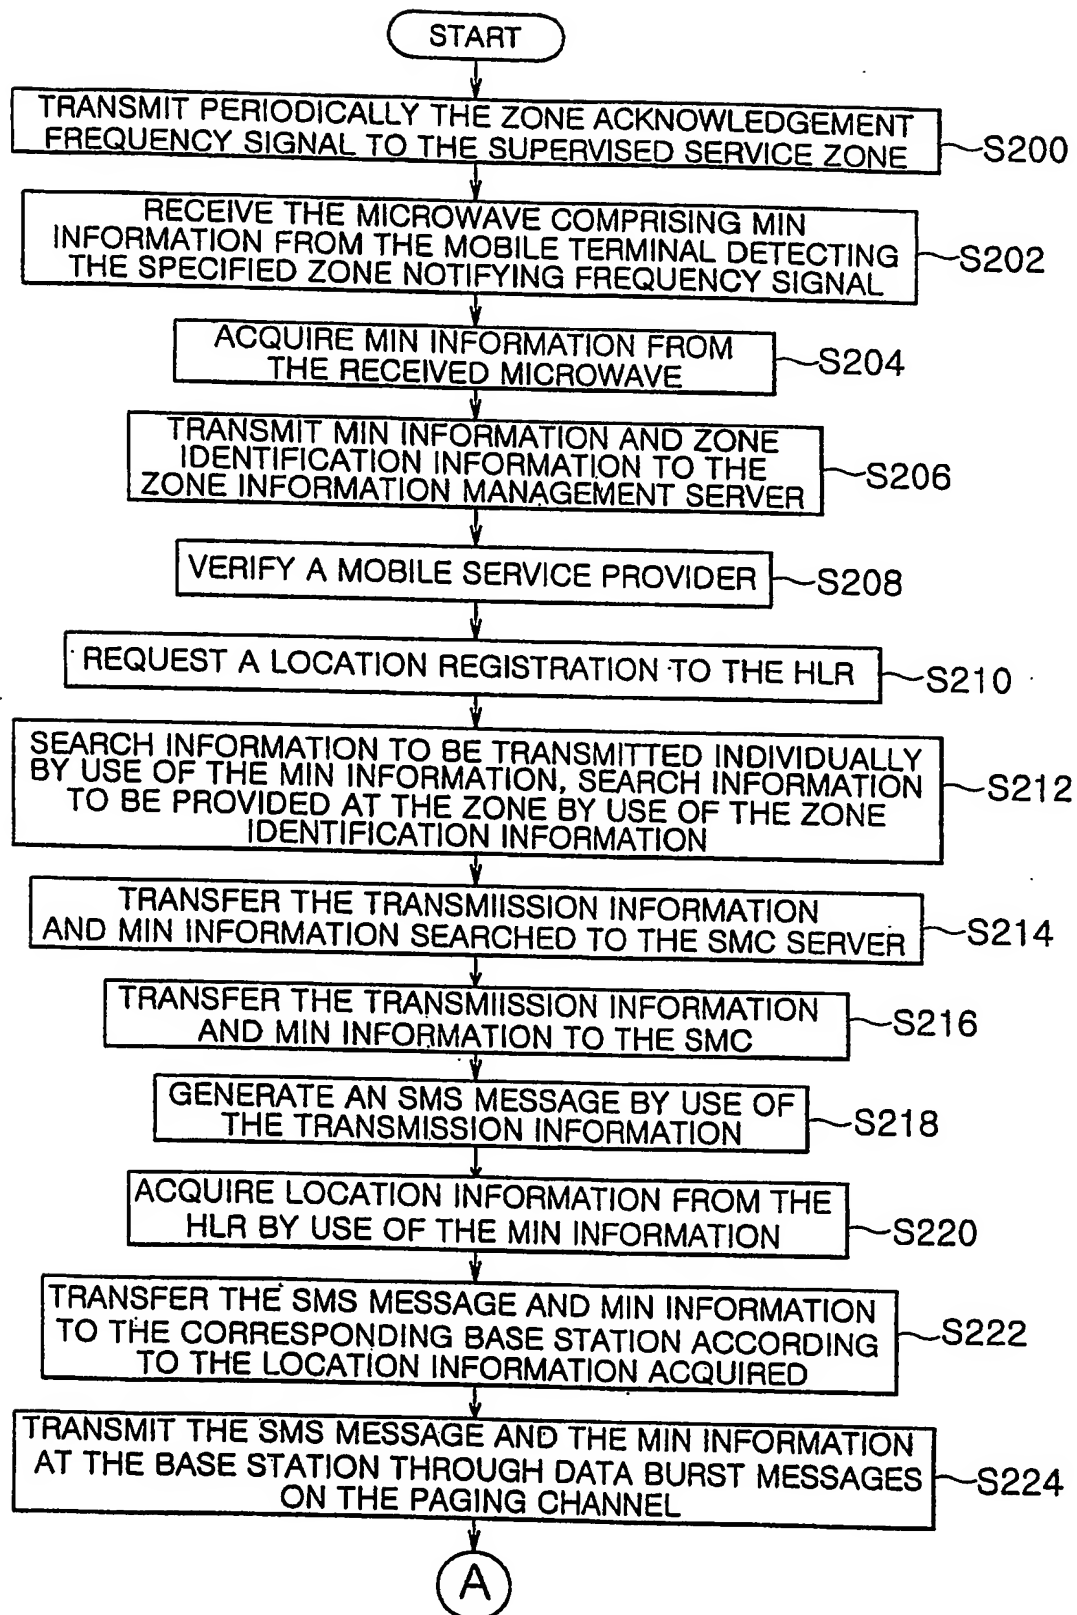 START
TRANSMIT PERIODICALLY THE ZONE ACKNOWLEDGEMENT
FREQUENCY SIGNAL TO THE SUPERVISED SERVICE ZONE
S200
RECEIVE THE MICROWAVE COMPRISING MIN
INFORMATION FROM THE MOBILE TERMINAL DETECTING
THE SPECIFIED ZONE NOTIFYING FREQUENCY SIGNAL
S202
ACQUIRE MIN INFORMATION FROM
THE RECEIVED MICROWAVE
S204
TRANSMIT MIN INFORMATION AND ZONE
IDENTIFICATION INFORMATION TO THE
ZONE INFORMATION MANAGEMENT SERVER
S206
VERIFY A MOBILE SERVICE PROVIDER
S208
REQUEST A LOCATION REGISTRATION TO THE HLR
S210
SEARCH INFORMATION TO BE TRANSMITTED INDIVIDUALLY
BY USE OF THE MIN INFORMATION, SEARCH INFORMATION
TO BE PROVIDED AT THE ZONE BY USE OF THE ZONE
IDENTIFICATION INFORMATION
S212
TRANSFER THE TRANSMIISSION INFORMATION
AND MIN INFORMATION SEARCHED TO THE SMC SERVER
S214
TRANSFER THE TRANSMIISSION INFORMATION
AND MIN INFORMATION TO THE SMC
S216
GENERATE AN SMS MESSAGE BY USE OF
THE TRANSMISSION INFORMATION
S218
ACQUIRE LOCATION INFORMATION FROM THE
HLR BY USE OF THE MIN INFORMATION
S220
TRANSFER THE SMS MESSAGE AND MIN INFORMATION
TO THE CORRESPONDING BASE STATION ACCORDING
TO THE LOCATION INFORMATION ACQUIRED
S222
TRANSMIT THE SMS MESSAGE AND THE MIN INFORMATION
AT THE BASE STATION THROUGH DATA BURST MESSAGES
ON THE PAGING CHANNEL
S224
A